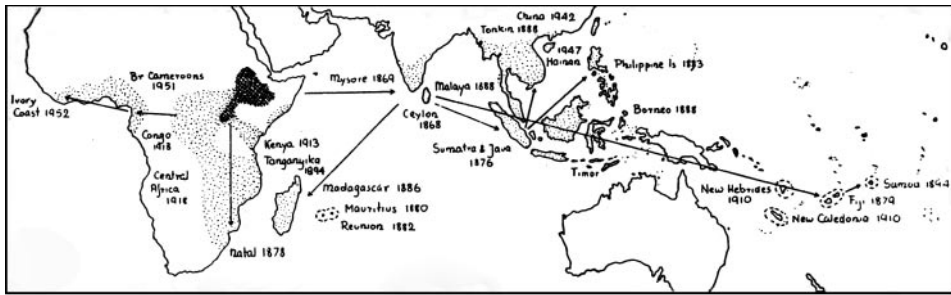 Br Cameroons
1951
Ivory
Coast 1952
Congo
1918
Central
Africa
1918
Kenya 1913
Tanganyika
1894
Natal 1878
Madagascar 1886
Mauritius 1880
Reunion 1882
Mysore 1869
Ceylon
1868
Malaya 1888
China 1942
Tonkin 1888
1947
Hainan
Philippine Is 1883
Borneo 1888
Sumatra & Java
1876
Timor
New Hebrides
1910
New Caledonia 1910
Fiji 1879
Samoa 1894